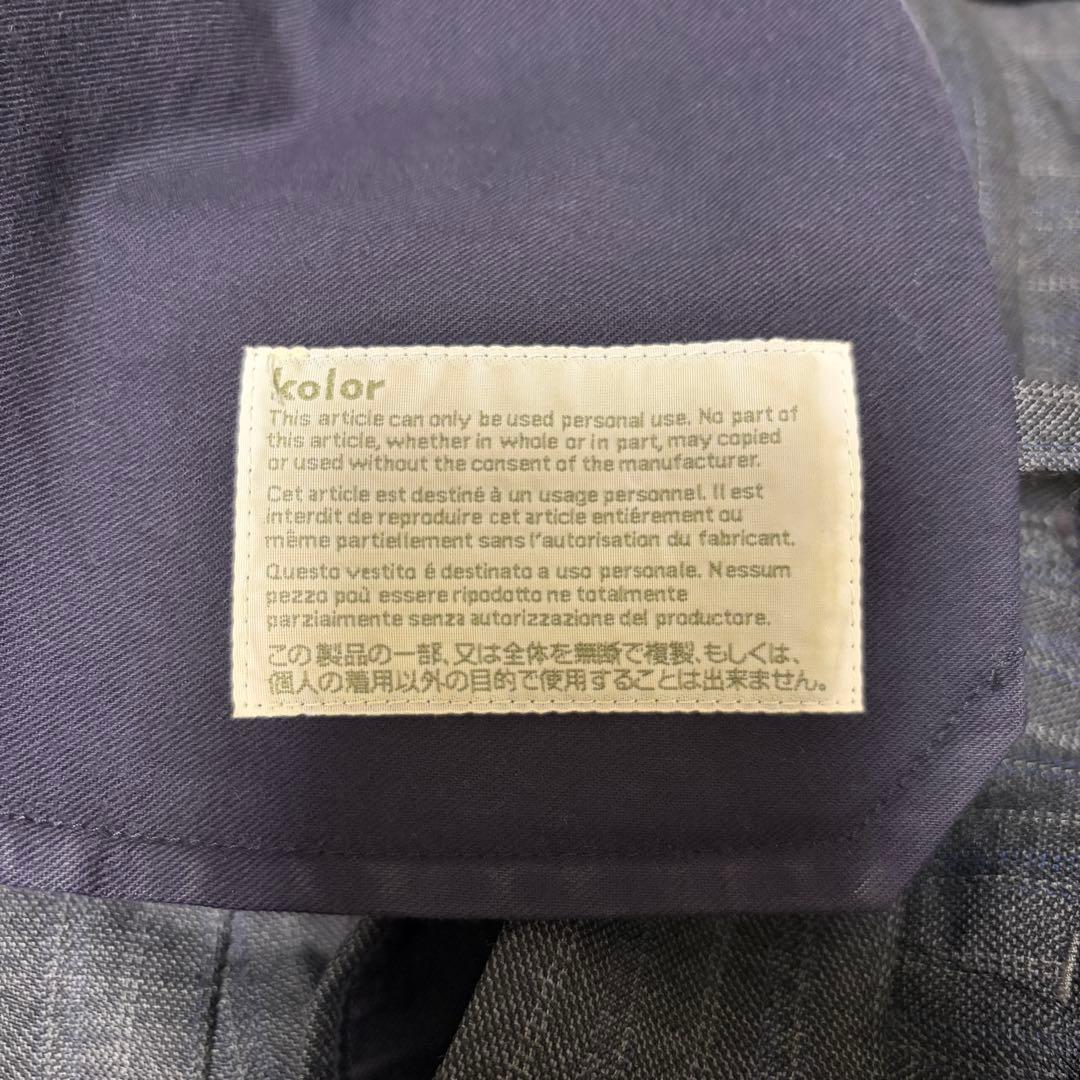 kolor
This article can only be used personal use. No part of
this article, whether in whole or in part, may copied
or used without the consent of the manufacturer.
Cet article est destiné à un usage personnel. Il est
interdit de reproduire cet article entiérement ou
même partiellement sans l'autorisation du fabricant.
Questo vestito é destinato a uso personale. Nessum
pezzo poù essere ripodotto ne totalmente
parziaimente senza autorizzazione del productore.
この製品の一部、又は全体を無断で複製、もしくは、
個人の着用以外の目的で使用することは出来ません。